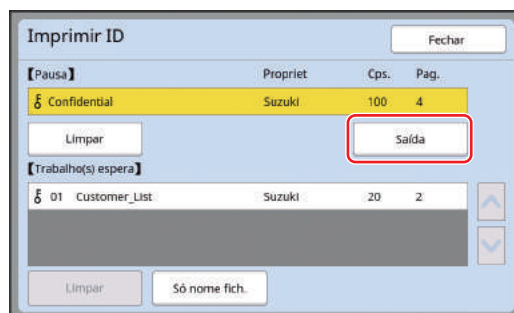 Imprimir ID Fechar
【Pausa】 Propriet Cps. Pag.
Confidential Suzuki 100 4
Limpar Saída
【Trabalho(s) espera】
01 Customer_List Suzuki 20 2
Limpar Só nome fich.